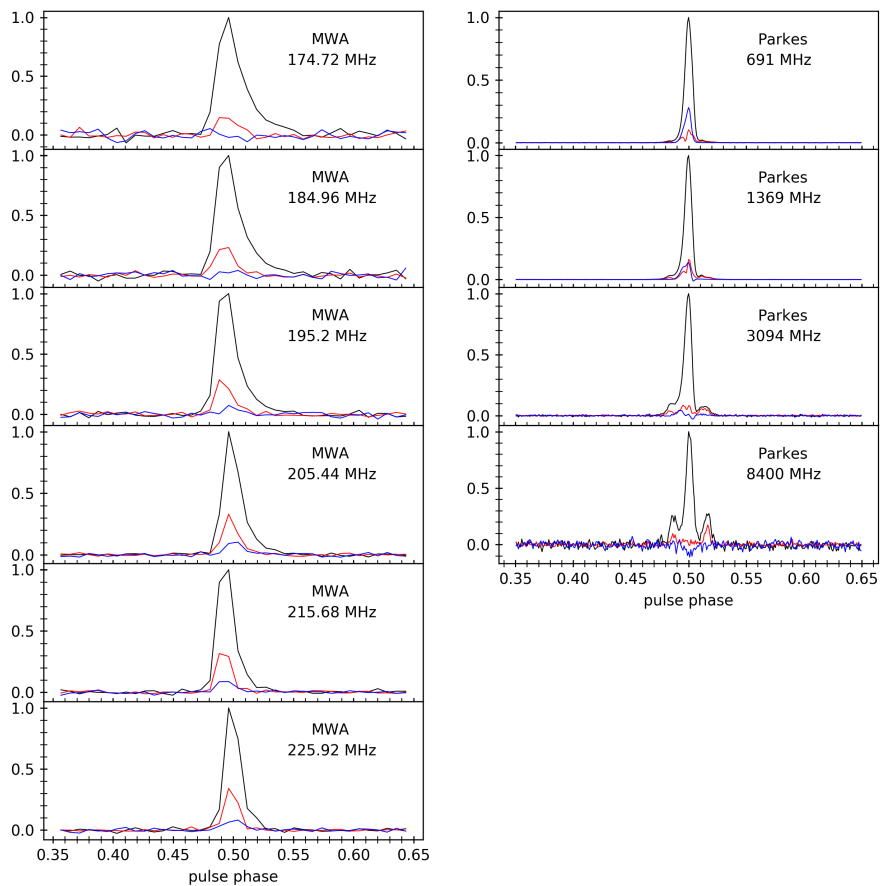 1.0
MWA
174.72 MHz
0.5
0.0
1.0
MWA
184.96 MHz
0.5
0.0
1.0
MWA
195.2 MHz
0.5
0.0
1.0
MWA
205.44 MHz
0.5
0.0
1.0
MWA
215.68 MHz
0.5
0.0
1.0
MWA
225.92 MHz
0.5
0.0
0.35 0.40 0.45 0.50 0.55 0.60 0.65
pulse phase
1.0
Parkes
691 MHz
0.5
0.0
1.0
Parkes
1369 MHz
0.5
0.0
1.0
Parkes
3094 MHz
0.5
0.0
1.0
Parkes
8400 MHz
0.5
0.0
0.35 0.40 0.45 0.50 0.55 0.60 0.65
pulse phase